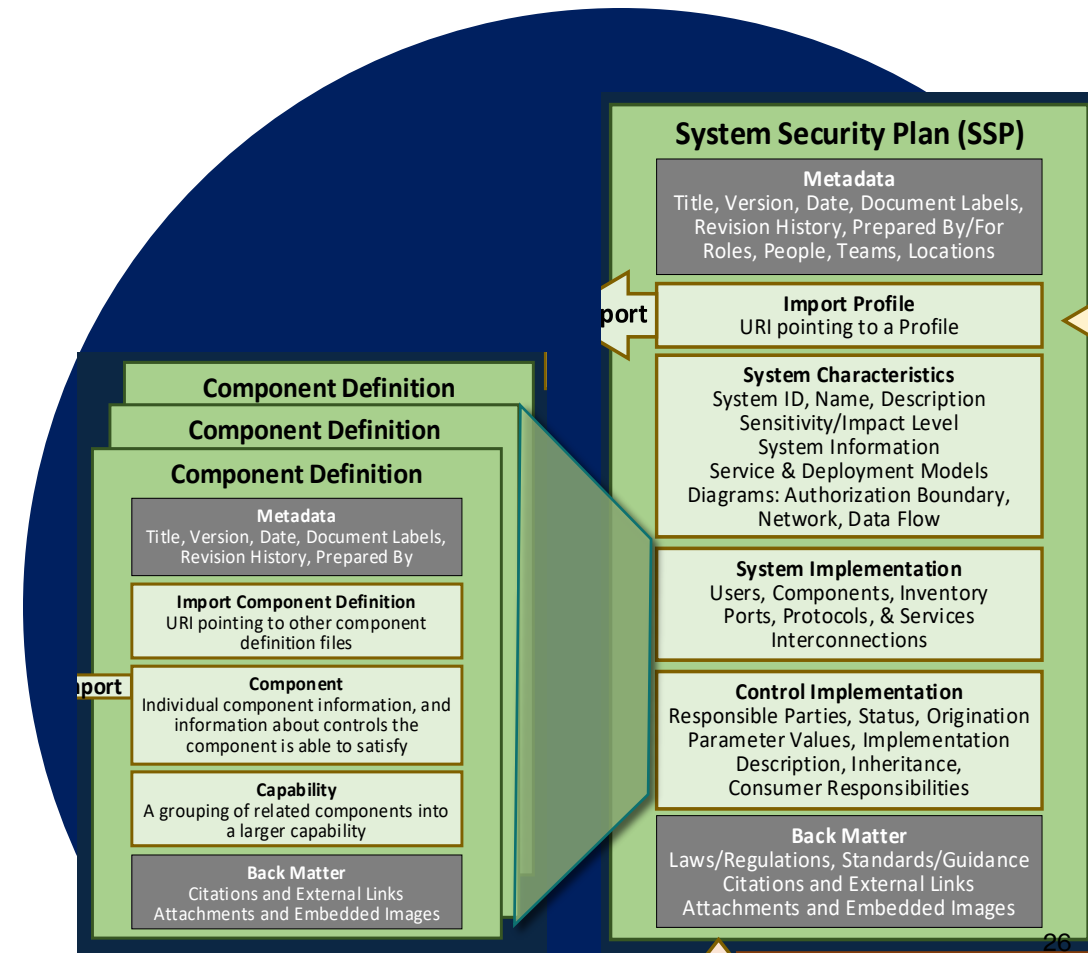 System Security Plan (SSP)
Metadata
Title, Version, Date, Document Labels,
Revision History, Prepared By/For
Roles, People, Teams, Locations
port
Import Profile
URI pointing to a Profile
System Characteristics
System ID, Name, Description
Sensitivity/Impact Level
System Information
Service & Deployment Models
Diagrams: Authorization Boundary,
Network, Data Flow
System Implementation
Users, Components, Inventory
Ports, Protocols, & Services
Interconnections
Control Implementation
Responsible Parties, Status, Origination
Parameter Values, Implementation
Description, Inheritance,
Consumer Responsibilities
Back Matter
Laws/Regulations, Standards/Guidance
Citations and External Links
Attachments and Embedded Images
Component Definition
Component Definition
Component Definition
Metadata
Title, Version, Date, Document Labels,
Revision History, Prepared By
Import Component Definition
URI pointing to other component
definition files
port
Component
Individual component information, and
information about controls the
component is able to satisfy
Capability
A grouping of related components into
a larger capability
Back Matter
Citations and External Links
Attachments and Embedded Images
26